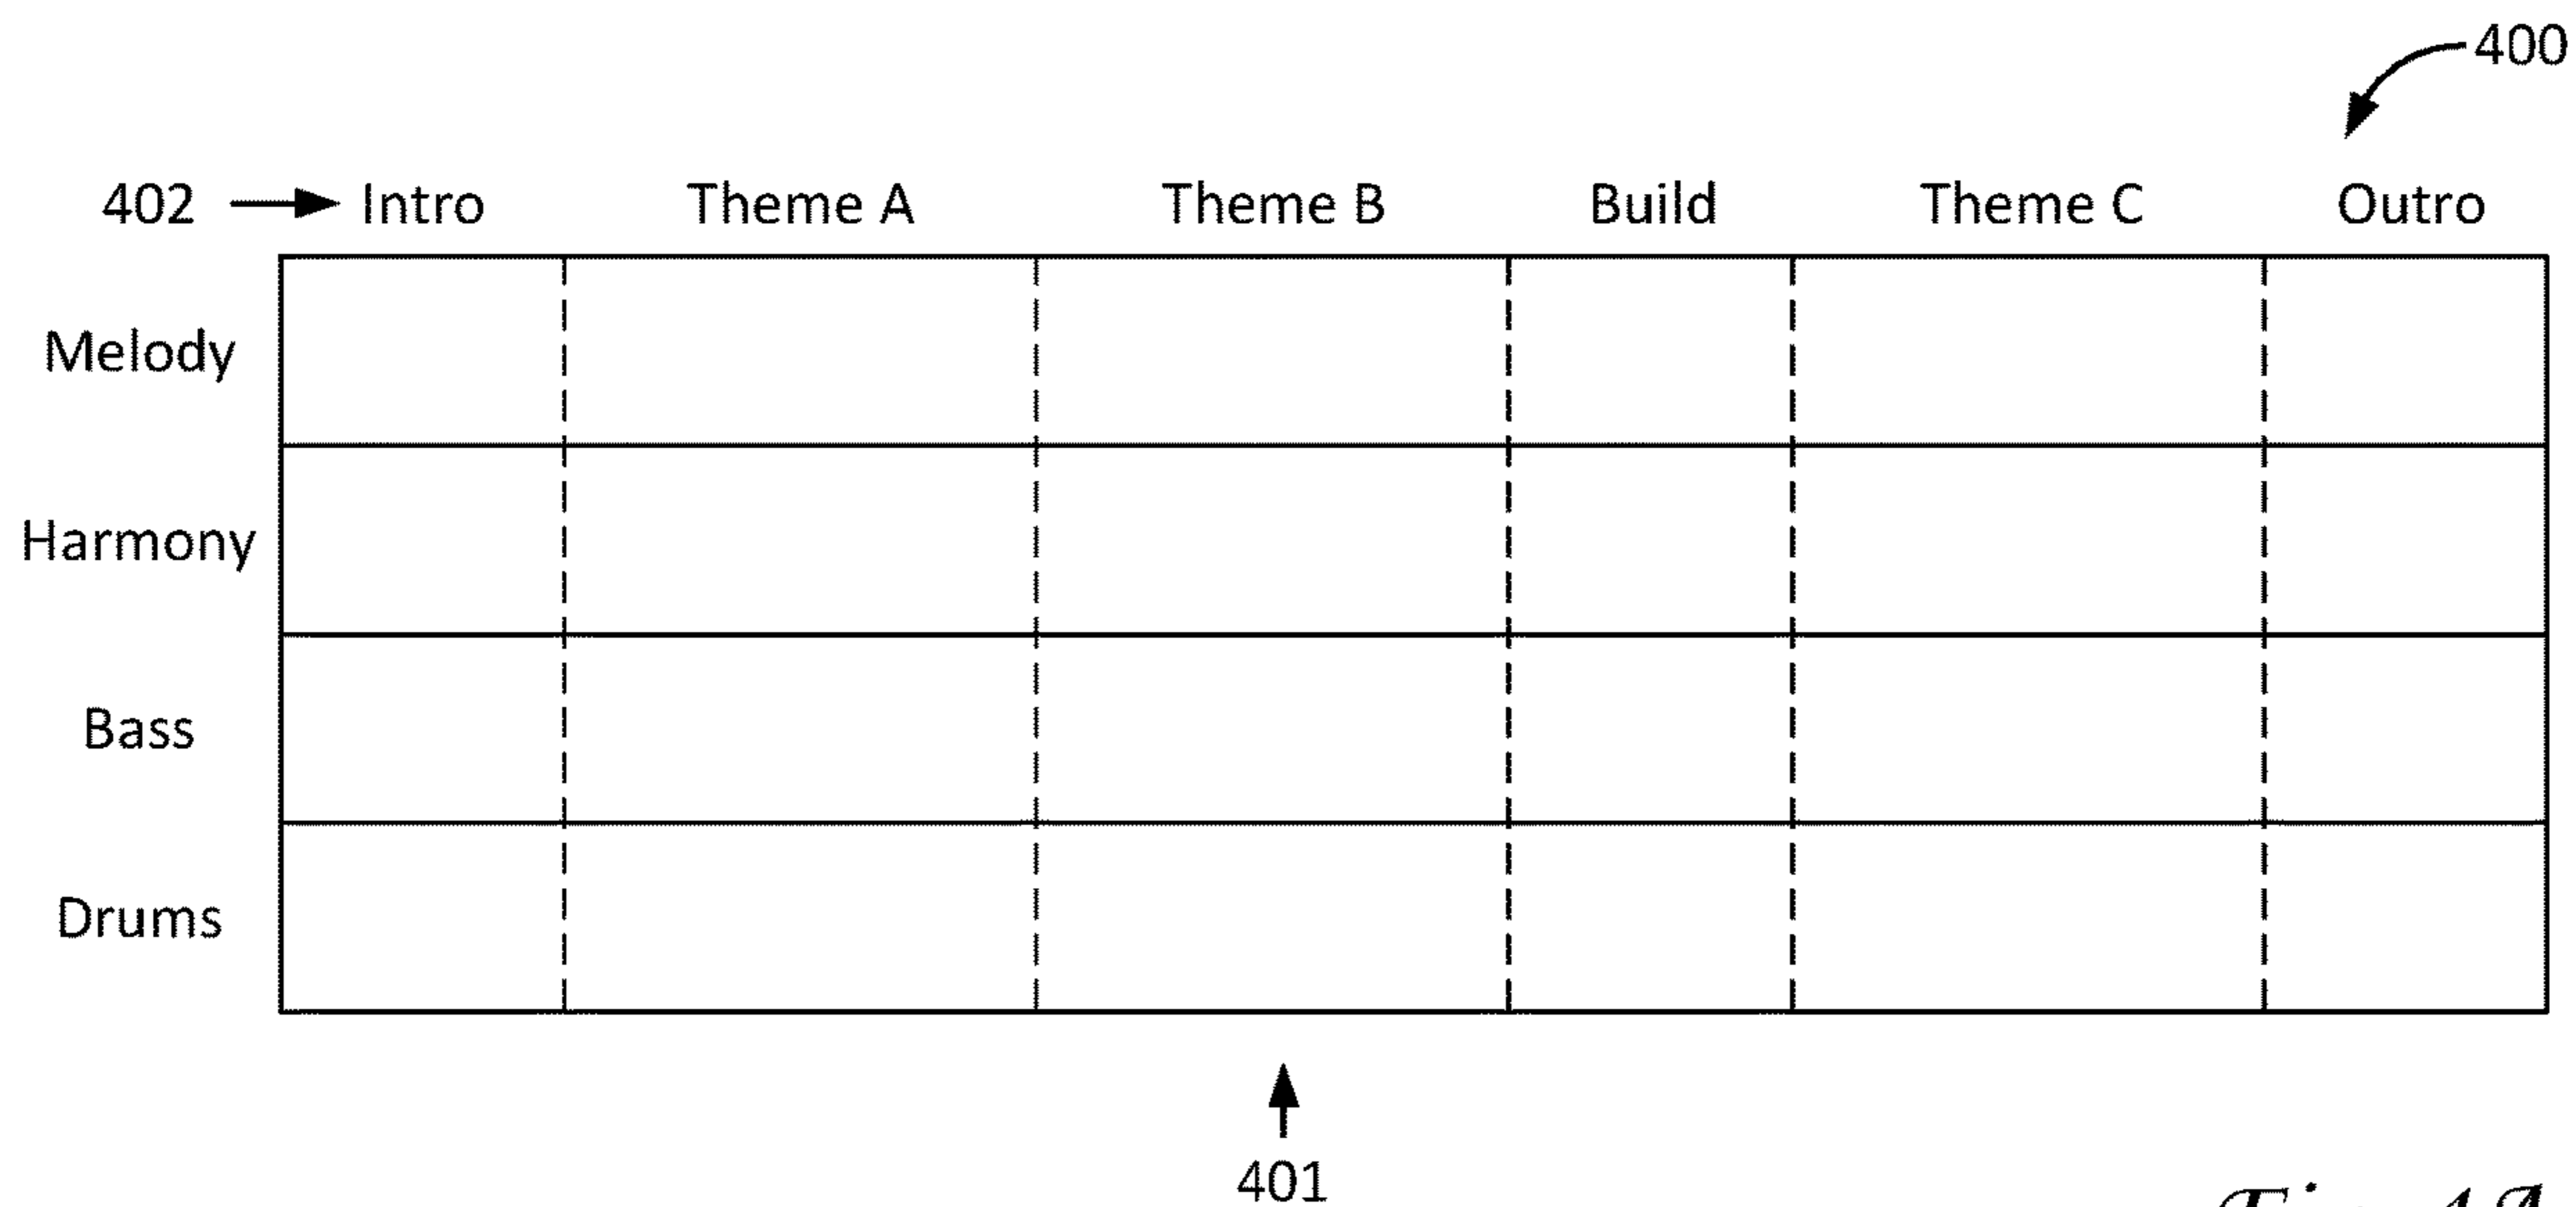 400
402 Intro Theme A Theme B Build Theme C Outro
Melody
Harmony
Bass
Drums
401